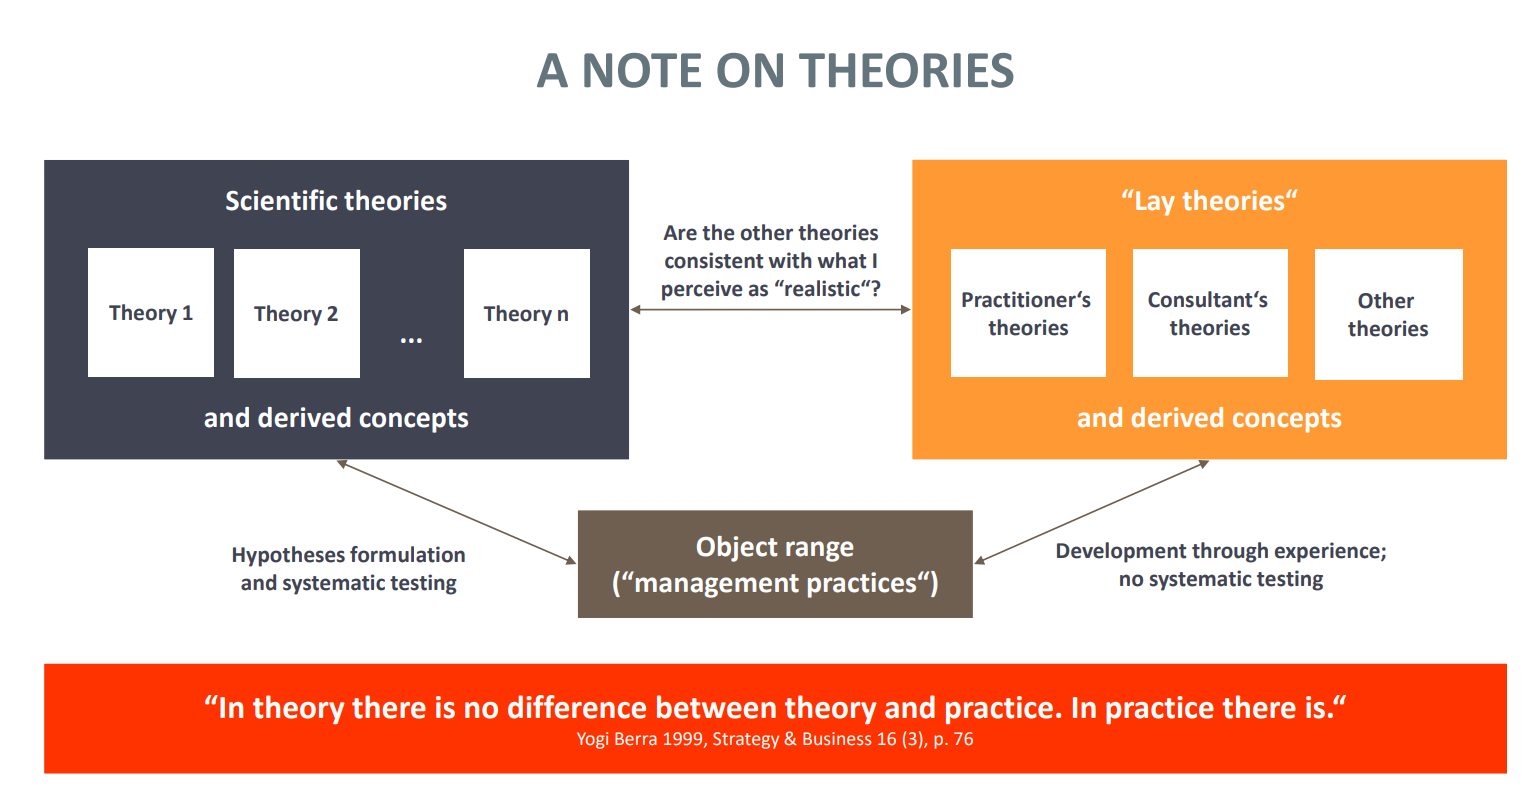 A NOTE ON THEORIES
Scientific theories
Theory 1
Theory 2
...
Theory n
and derived concepts
Are the other theories
consistent with what I
perceive as “realistic“?
“Lay theories“
Practitioner‘s
theories
Consultant‘s
theories
Other
theories
and derived concepts
Hypotheses formulation
and systematic testing
Object range
(“management practices“)
Development through experience;
no systematic testing
“In theory there is no difference between theory and practice. In practice there is.“
Yogi Berra 1999, Strategy & Business 16 (3), p. 76